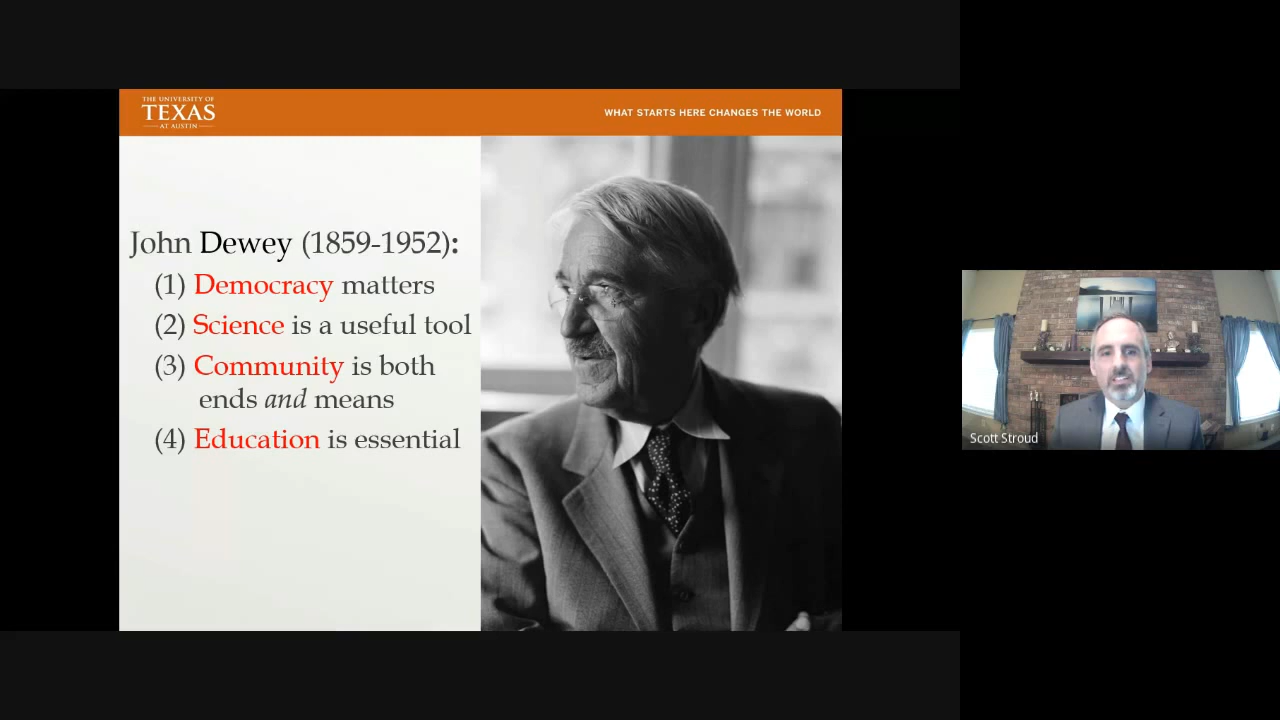 THE UNIVERSITY OF
TEXAS
AT AUSTIN
WHAT STARTS HERE CHANGES THE WORLD
John Dewey (1859-1952):
(1) Democracy matters
(2) Science is a useful tool
(3) Community is both
ends and means
(4) Education is essential
Scott Stroud